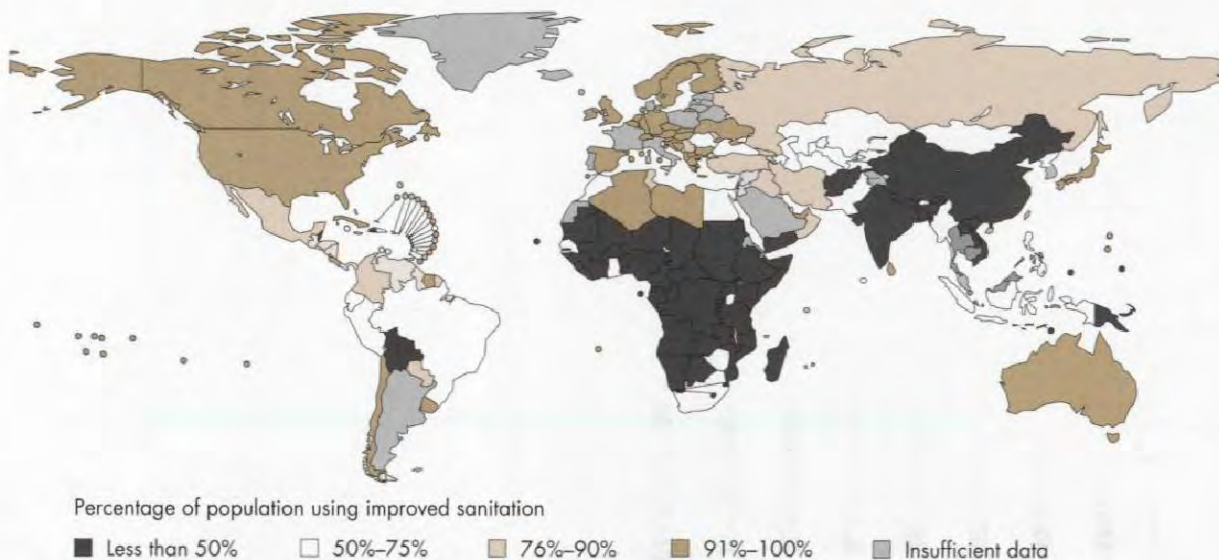 Percentage of population using improved sanitation
Less than 50% 50%–75% 76%–90% 91%–100% Insufficient data